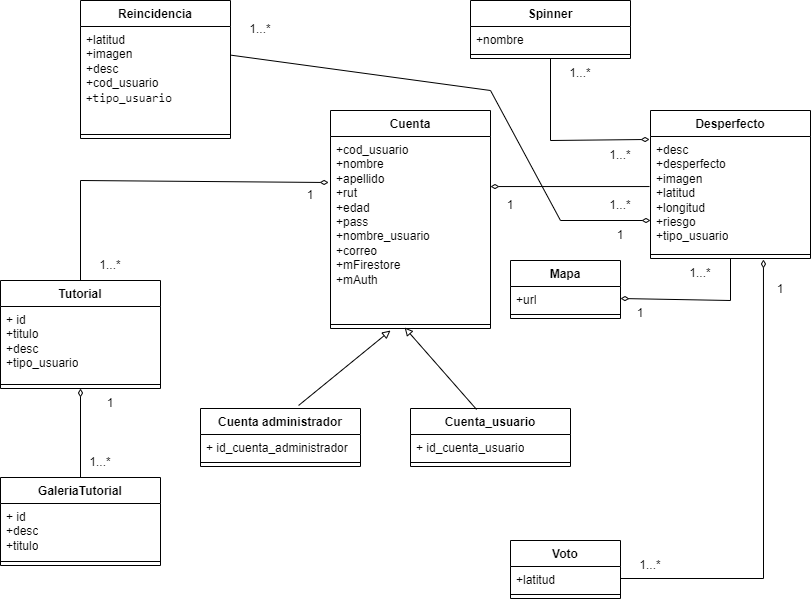 Reincidencia
+latitud
+imagen
+desc
+cod_usuario
+tipo_usuario
1...*
Spinner
+nombre
1...*
1...*
Cuenta
+cod_usuario
+nombre
+apellido
+rut
+edad
+pass
+nombre_usuario
+correo
+mFirestore
+mAuth
1
1
1...*
1
Desperfecto
+desc
+desperfecto
+imagen
+latitud
+longitud
+riesgo
+tipo_usuario
1...*
Tutorial
+ id
+titulo
+desc
+tipo_usuario
1
1...*
Mapa
+url
1
1...*
1
Cuenta administrador
+ id_cuenta_administrador
Cuenta_usuario
+ id_cuenta_usuario
GaleriaTutorial
+ id
+desc
+titulo
Voto
+latitud
1...*